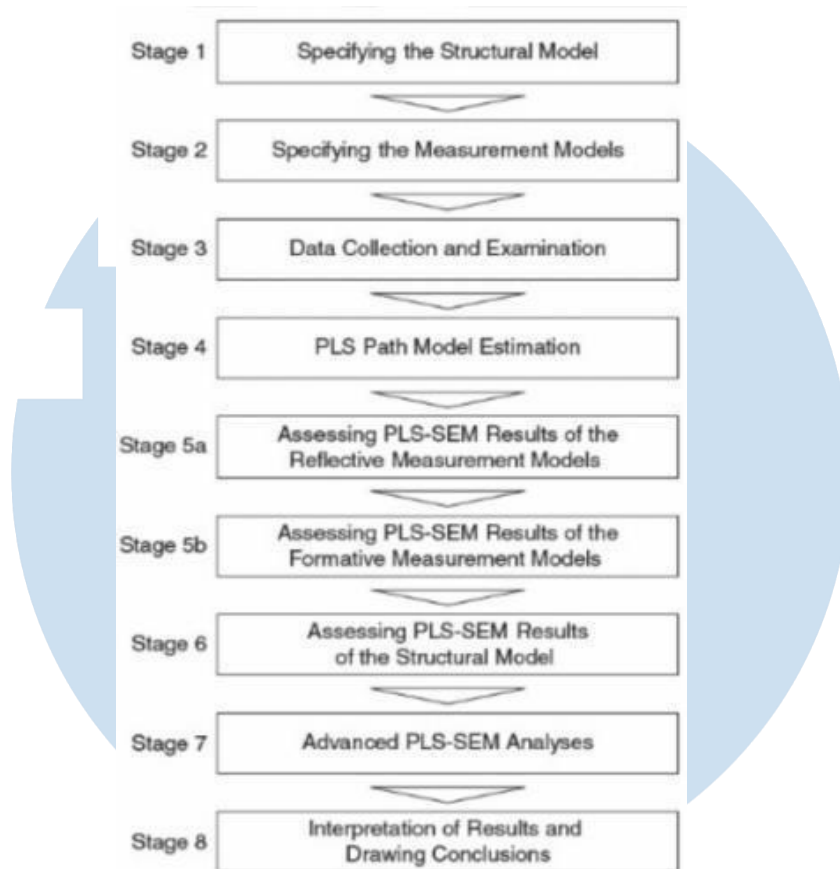 Stage 1 Specifying the Structural Model
Stage 2 Specifying the Measurement Models
Stage 3 Data Collection and Examination
Stage 4 PLS Path Model Estimation
Stage 5a Assessing PLS-SEM Results of the
Reflective Measurement Models
Stage 5b Assessing PLS-SEM Results of the
Formative Measurement Models
Stage 6 Assessing PLS-SEM Results
of the Structural Model
Stage 7 Advanced PLS-SEM Analyses
Stage 8 Interpretation of Results and
Drawing Conclusions